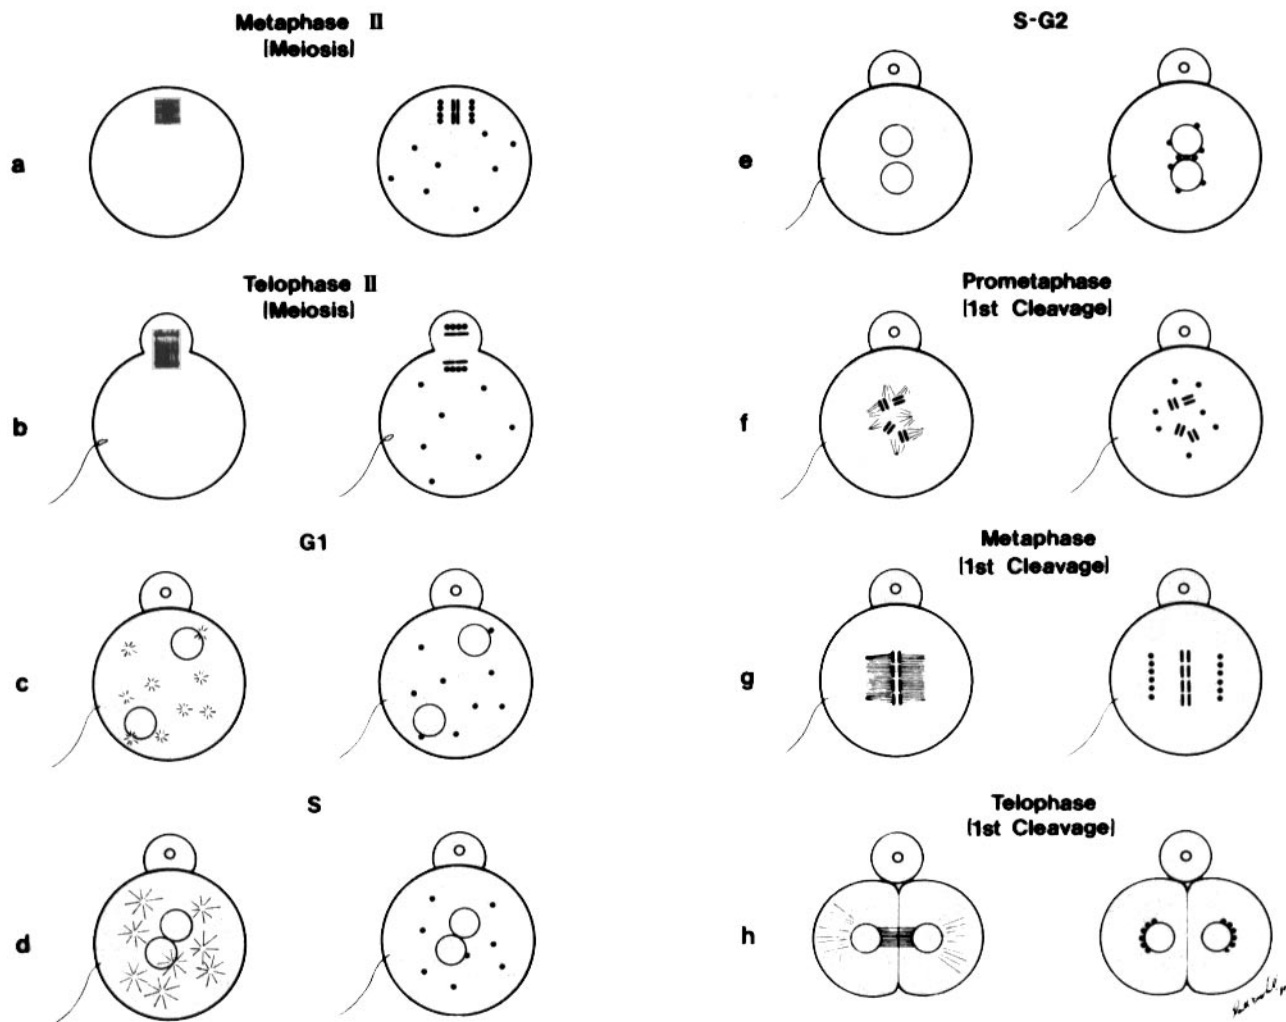 Metaphase II
(Meiosis)
a
Telophase II
(Meiosis)
b
G1
c
S
d
S-G2
e
Prometaphase
(1st Cleavage)
f
Metaphase
(1st Cleavage)
g
Telophase
(1st Cleavage)
h